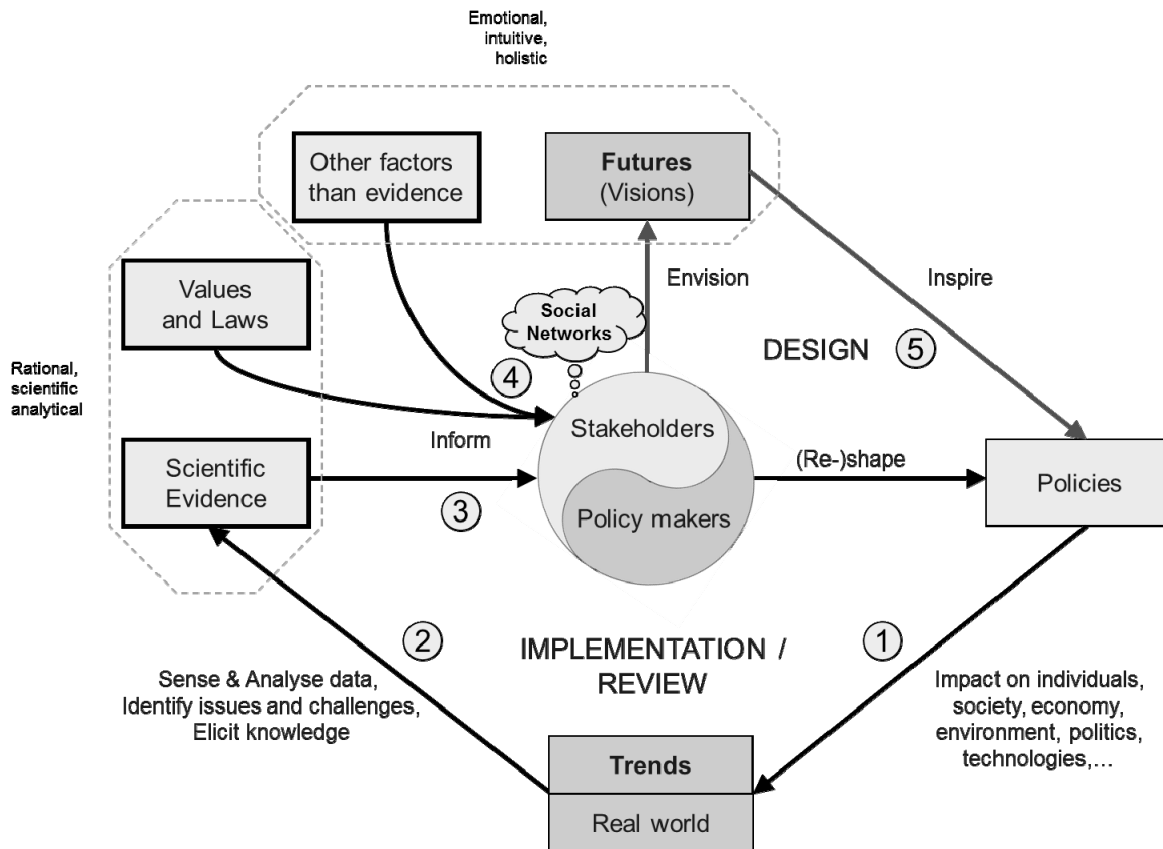 Emotional,
intuitive,
holistic
Other factors
than evidence
Futures
(Visions)
Values
and Laws
Envision
Inspire
Social
Networks
DESIGN
5
Rational,
scientific
analytical
4
Stakeholders
Inform
(Re-)shape
Scientific
Evidence
Policies
3
Policy makers
2
IMPLEMENTATION /
REVIEW
1
Sense & Analyse data,
Identify issues and challenges,
Elicit knowledge
Impact on individuals,
society, economy,
environment, politics,
technologies,...
Trends
Real world